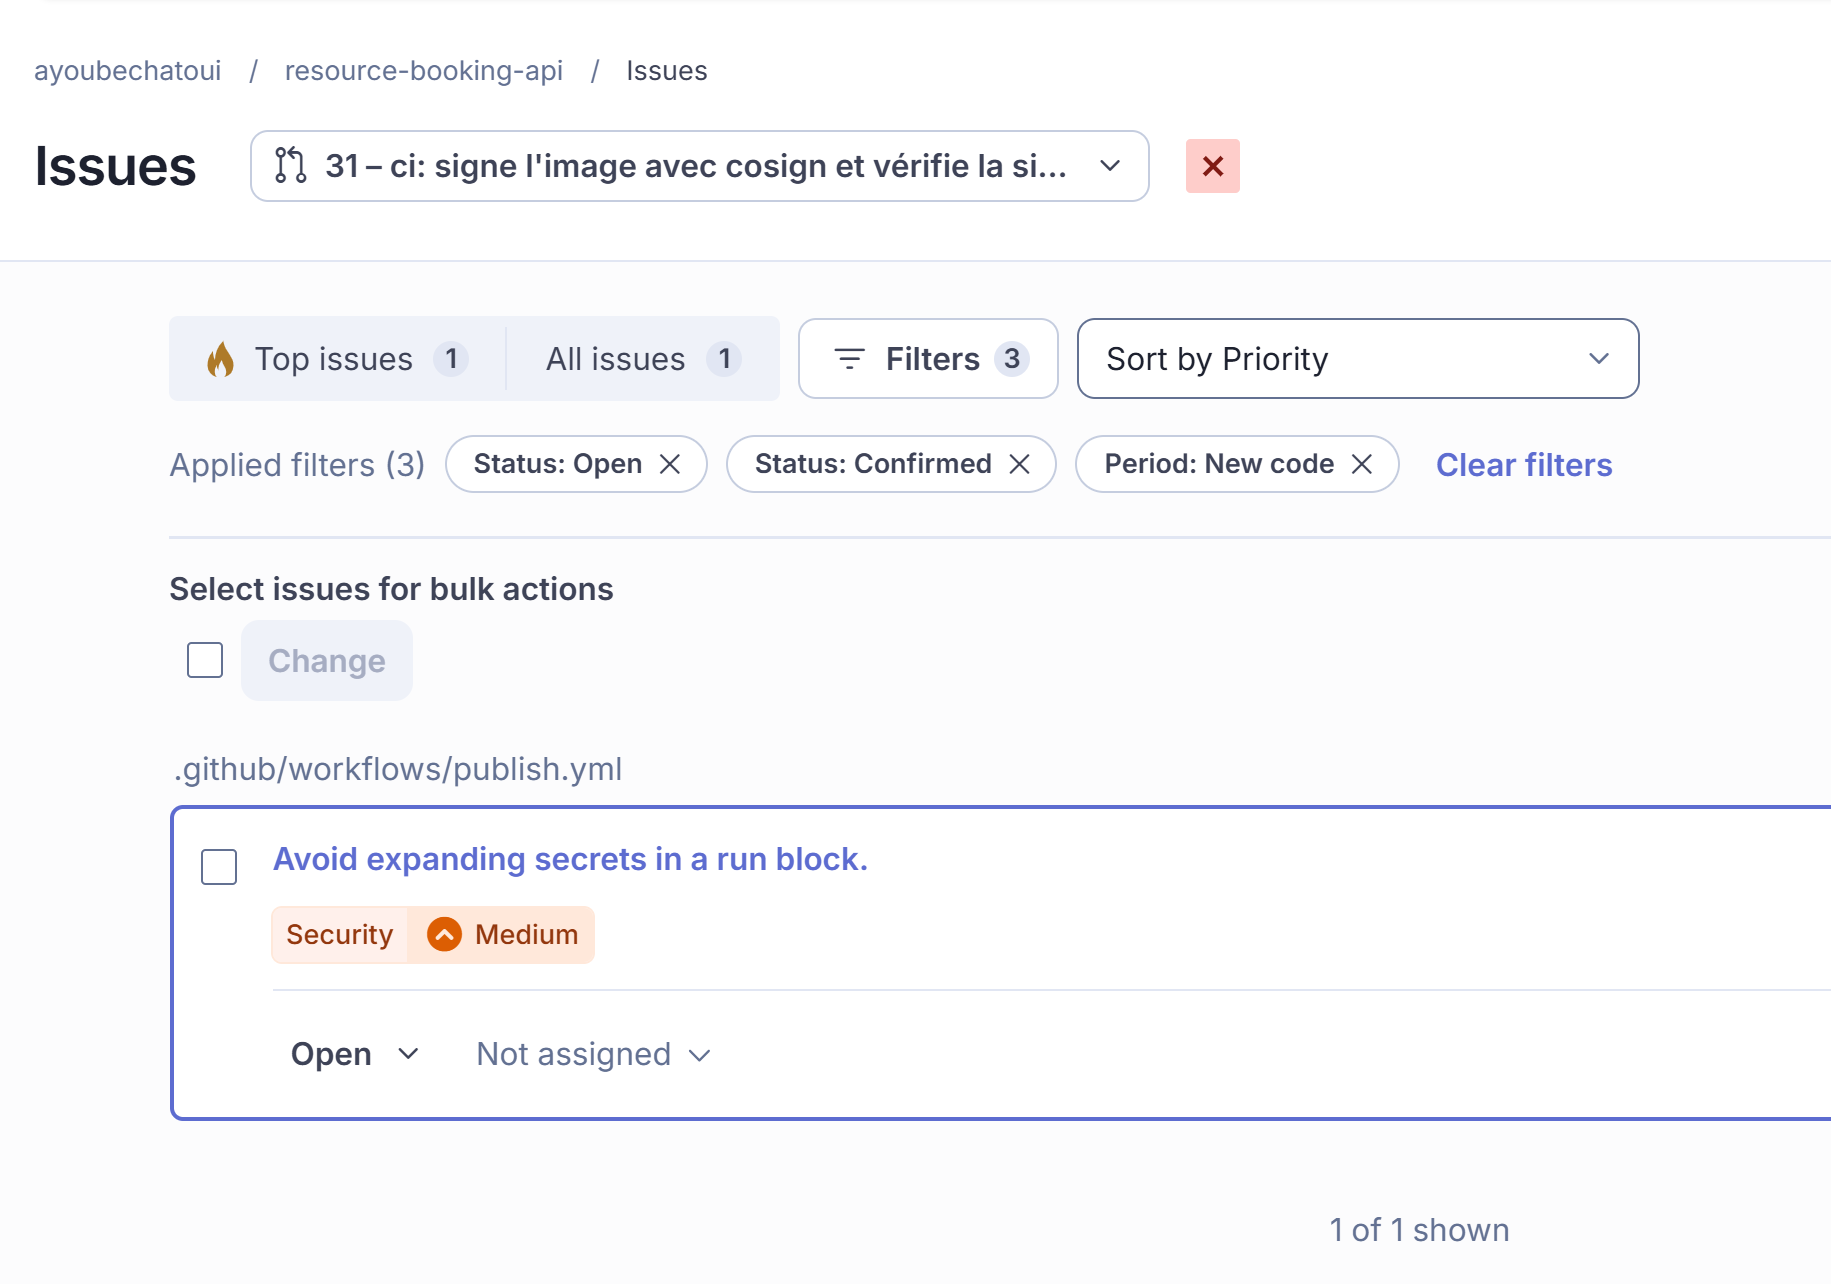 ayoubechatoui / resource-booking-api / Issues
Issues 31 – ci: signe l'image avec cosign et vérifie la si...
Top issues 1 All issues 1 Filters 3 Sort by Priority
Applied filters (3) Status: Open Status: Confirmed Period: New code Clear filters
Select issues for bulk actions
Change
.github/workflows/publish.yml
Avoid expanding secrets in a run block.
Security Medium
Open Not assigned
1 of 1 shown